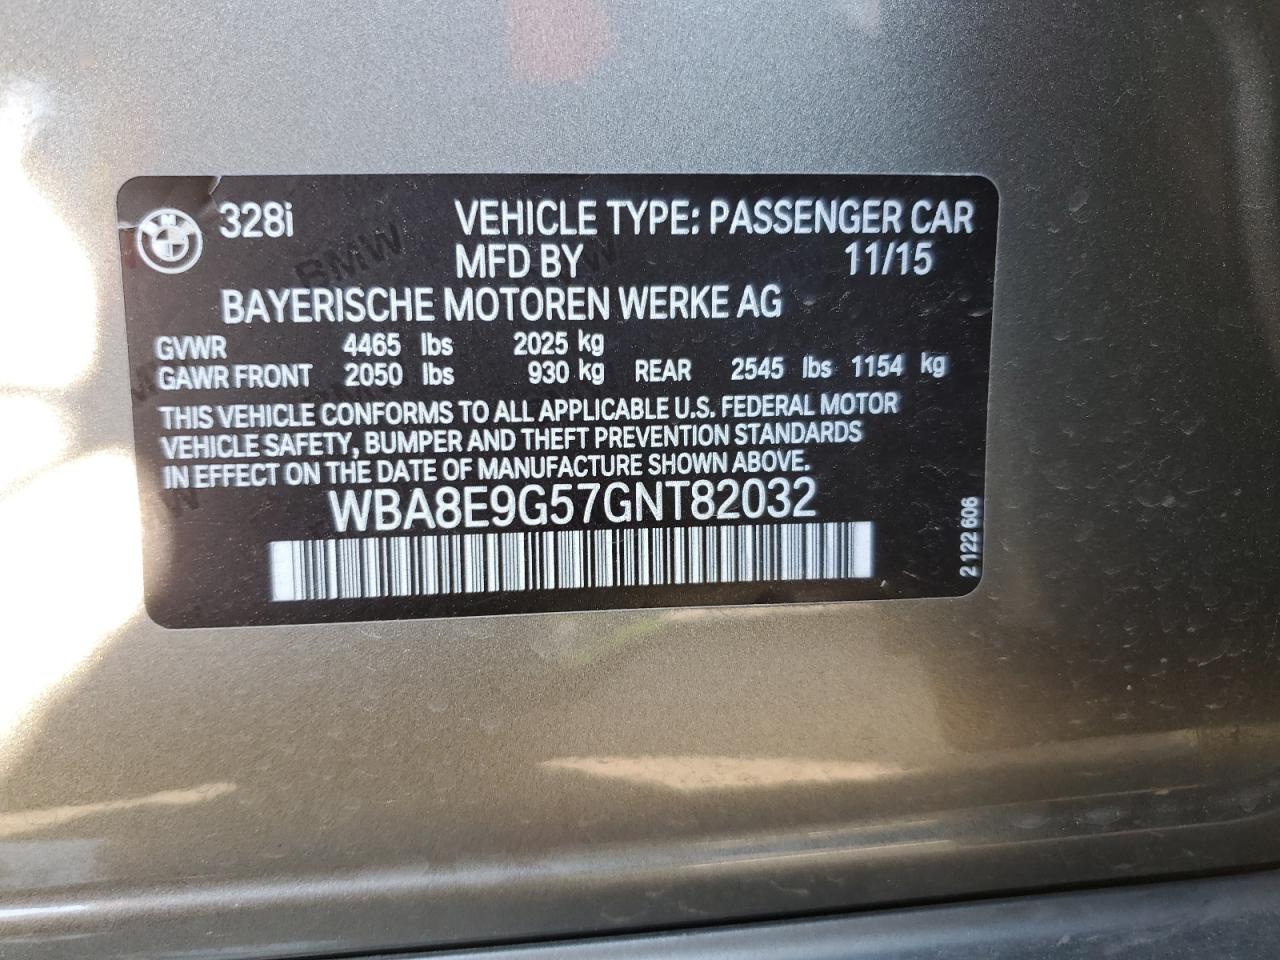 328i VEHICLE TYPE: PASSENGER CAR
MFD BY 11/15
BAYERISCHE MOTOREN WERKE AG
GVWR 4465 lbs 2025 kg
GAWR FRONT 2050 lbs 930 kg REAR 2545 lbs 1154 kg
THIS VEHICLE CONFORMS TO ALL APPLICABLE U.S. FEDERAL MOTOR
VEHICLE SAFETY, BUMPER AND THEFT PREVENTION STANDARDS
IN EFFECT ON THE DATE OF MANUFACTURE SHOWN ABOVE.
WBA8E9G57GNT82032
2 122 606
BMW